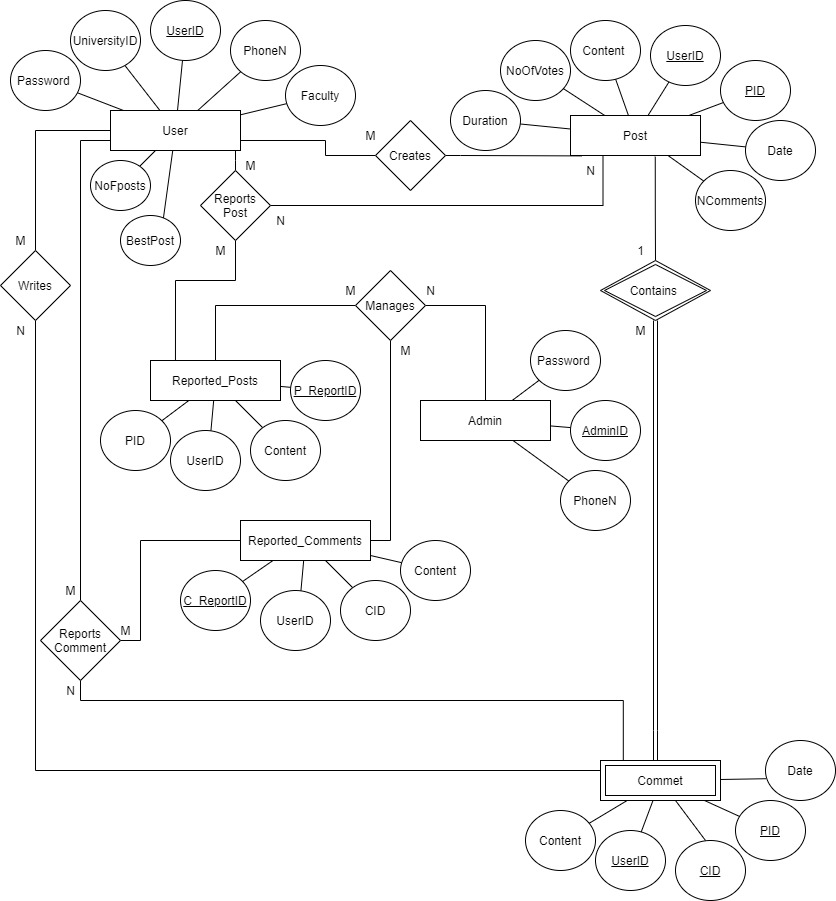 UserID
UniversityID
PhoneN
Password
Faculty
User
NoFposts
BestPost
Content
UserID
NoOfVotes
PID
Duration
Post
Date
NComments
M
Creates
N
M
Reports
Post
N
M
M
Writes
N
1
Contains
M
M
Manages
N
M
Reported_Posts
P_ReportID
PID
UserID
Content
Password
Admin
AdminID
PhoneN
Reported_Comments
Content
C_ReportID
UserID
CID
M
Reports
Comment
M
N
Commet
Date
Content
UserID
CID
PID